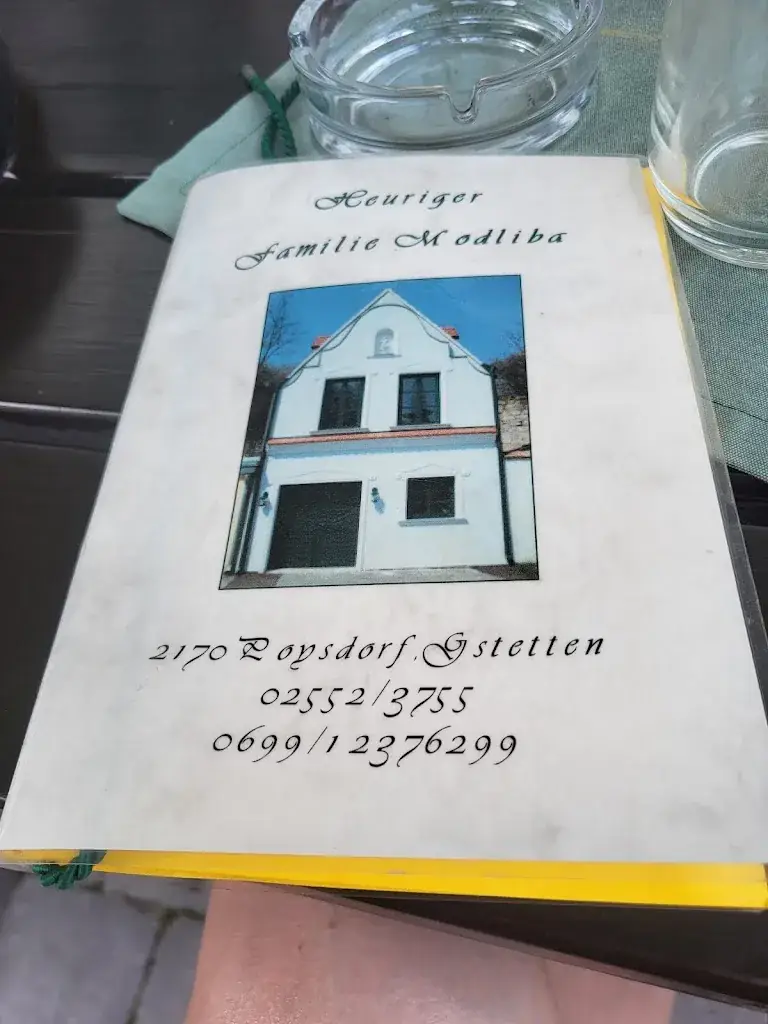 Heuriger
Familie Modliba
2170 Poysdorf, Gstetten
02552/3755
0699/12376299